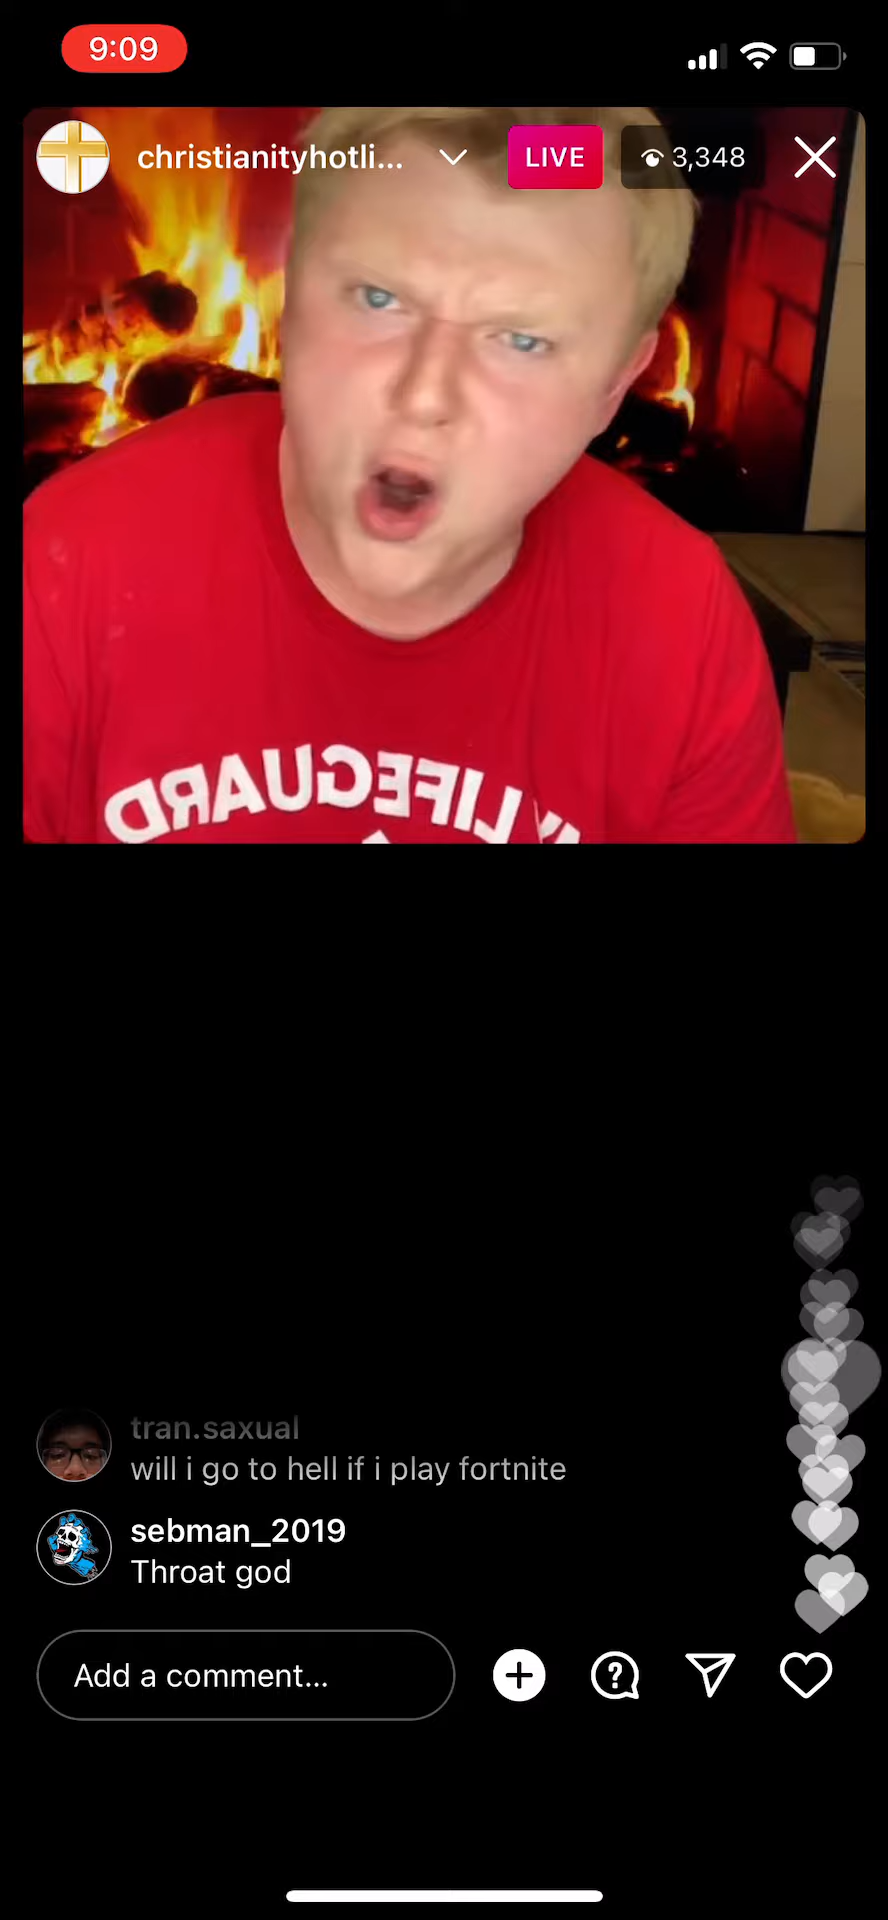 9:09
christianityhotli...
LIVE
3,348
LIFEGUARD
tran.saxual
will i go to hell if i play fortnite
sebman_2019
Throat god
Add a comment...